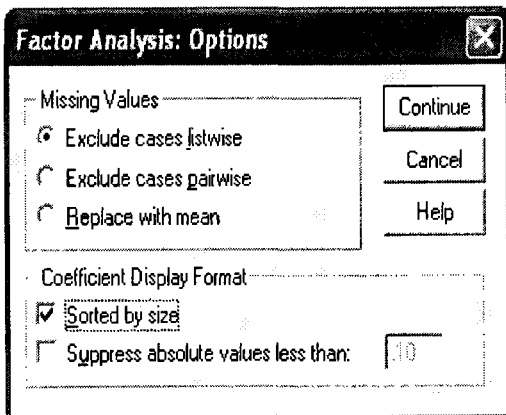 Factor Analysis: Options
Missing Values
Exclude cases listwise
Exclude cases pairwise
Replace with mean
Continue
Cancel
Help
Coefficient Display Format
Sorted by size
Suppress absolute values less than: .10